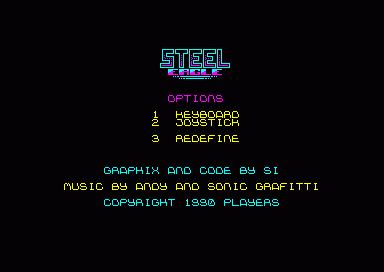 STEEL
EAGLE
OPTIONS
1 KEYBOARD
2 JOYSTICK
3 REDEFINE
GRAPHIX AND CODE BY SI
MUSIC BY ANDY AND SONIC GRAFITTI
COPYRIGHT 1990 PLAYERS